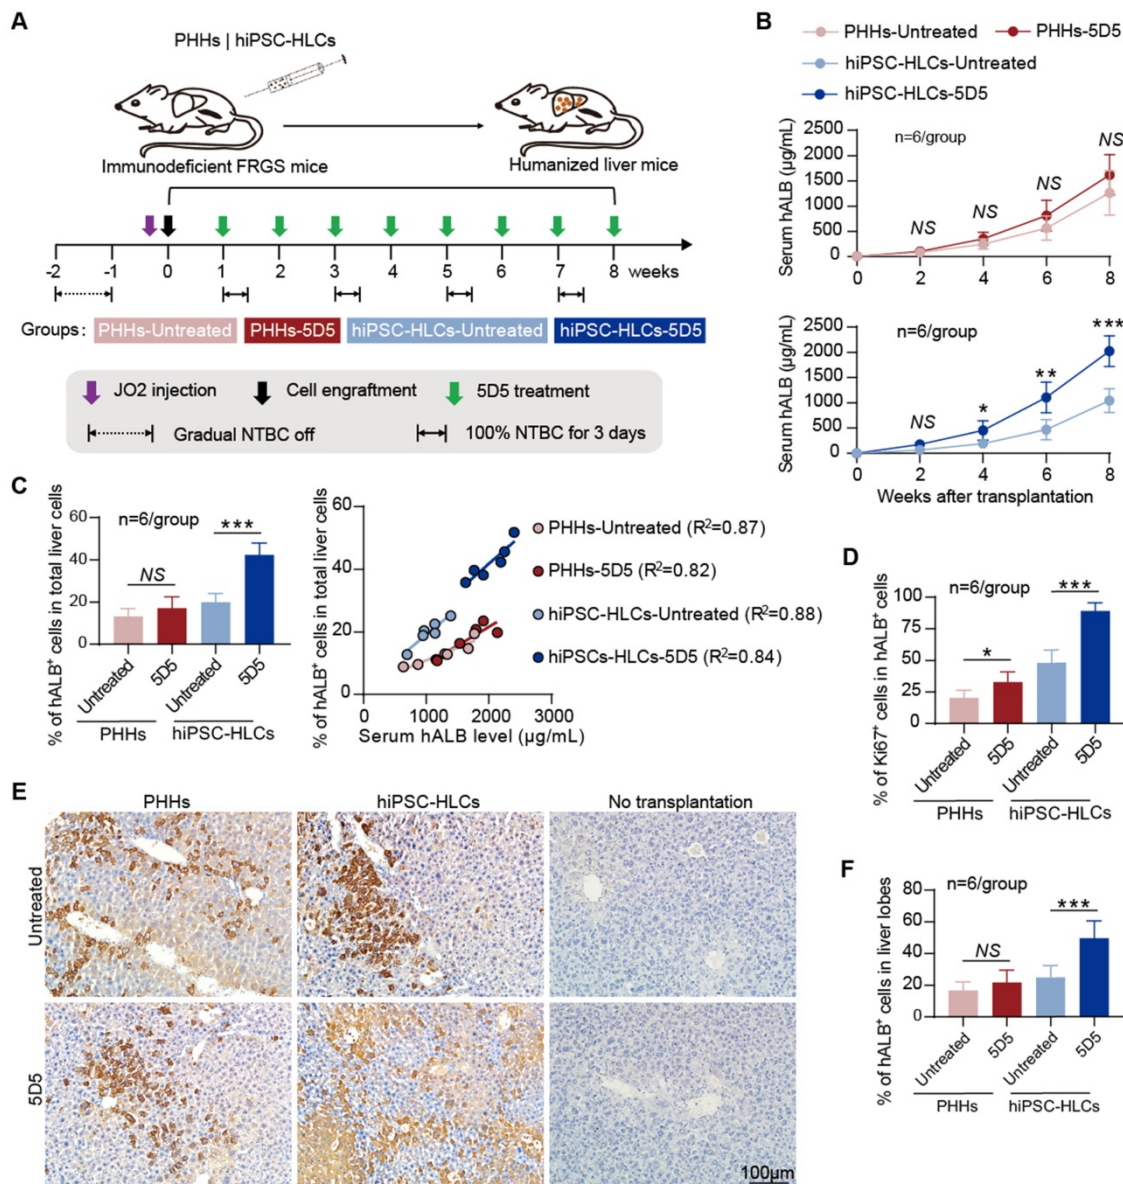 A
PHHs | hiPSC-HLCs
Immunodeficient FRGS mice
Humanized liver mice
-2 -1 0 1 2 3 4 5 6 7 8 weeks
Groups: PHHs-Untreated PHHs-5D5 hiPSC-HLCs-Untreated hiPSC-HLCs-5D5
JO2 injection Cell engraftment 5D5 treatment
Gradual NTBC off 100% NTBC for 3 days
B
PHHs-Untreated PHHs-5D5
hiPSC-HLCs-Untreated
hiPSC-HLCs-5D5
Serum hALB (µg/mL)
2500
2000
1500
1000
500
0
n=6/group
NS NS NS NS
0 2 4 6 8
Serum hALB (µg/mL)
2500
2000
1500
1000
500
0
n=6/group
NS * ** ***
0 2 4 6 8
Weeks after transplantation
C
% of hALB⁺ cells in total liver cells
60
40
20
0
n=6/group
NS ***
Untreated 5D5 Untreated 5D5
PHHs hiPSC-HLCs
% of hALB⁺ cells in total liver cells
60
40
20
0
0 1000 2000 3000
Serum hALB level (µg/mL)
PHHs-Untreated (R²=0.87)
PHHs-5D5 (R²=0.82)
hiPSC-HLCs-Untreated (R²=0.88)
hiPSCs-HLCs-5D5 (R²=0.84)
D
% of Ki67⁺ cells in hALB⁺ cells
100
75
50
25
0
n=6/group
* ***
Untreated 5D5 Untreated 5D5
PHHs hiPSC-HLCs
E
PHHs hiPSC-HLCs No transplantation
Untreated
5D5
100µm
F
% of hALB⁺ cells in liver lobes
80
60
40
20
0
n=6/group
NS ***
Untreated 5D5 Untreated 5D5
PHHs hiPSC-HLCs